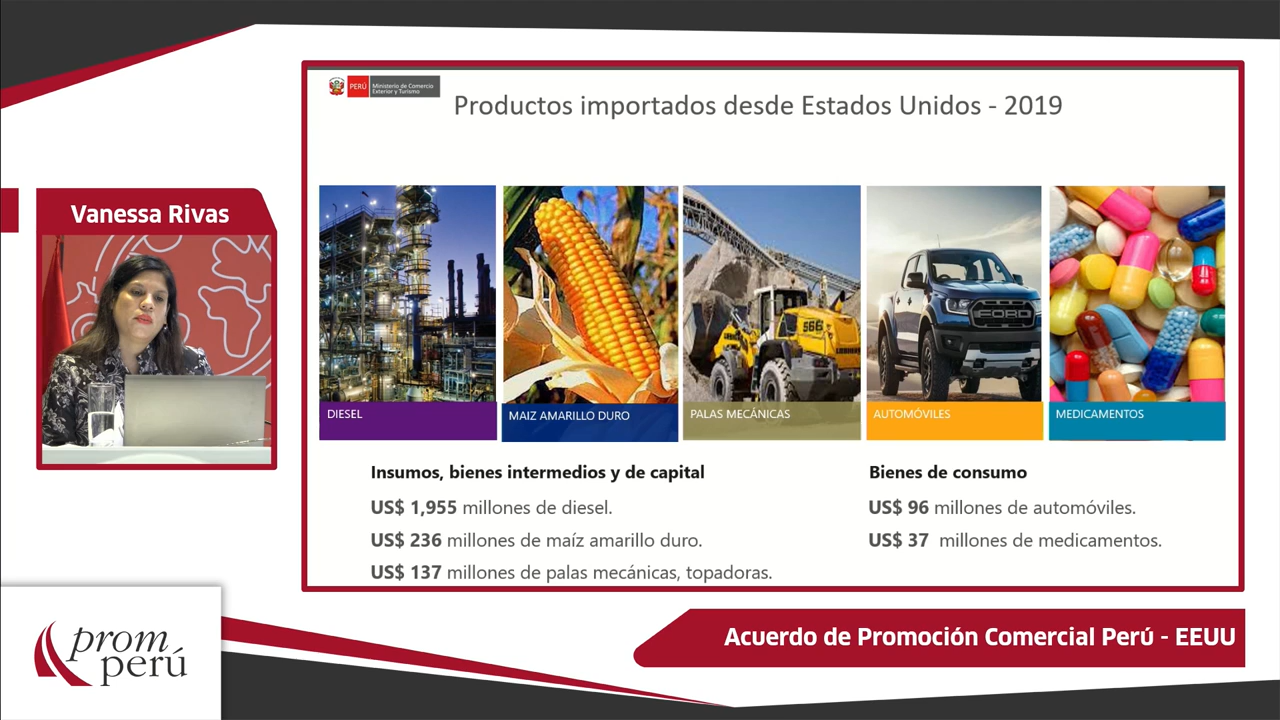 PERÚ
Ministerio de Comercio
Exterior y Turismo
Productos importados desde Estados Unidos - 2019
Vanessa Rivas
566
FORD
DIESEL
MAIZ AMARILLO DURO
PALAS MECÁNICAS
AUTOMÓVILES
MEDICAMENTOS
Insumos, bienes intermedios y de capital
US$ 1,955 millones de diesel.
US$ 236 millones de maíz amarillo duro.
US$ 137 millones de palas mecánicas, topadoras.
Bienes de consumo
US$ 96 millones de automóviles.
US$ 37 millones de medicamentos.
prom
perú
Acuerdo de Promoción Comercial Perú - EEUU